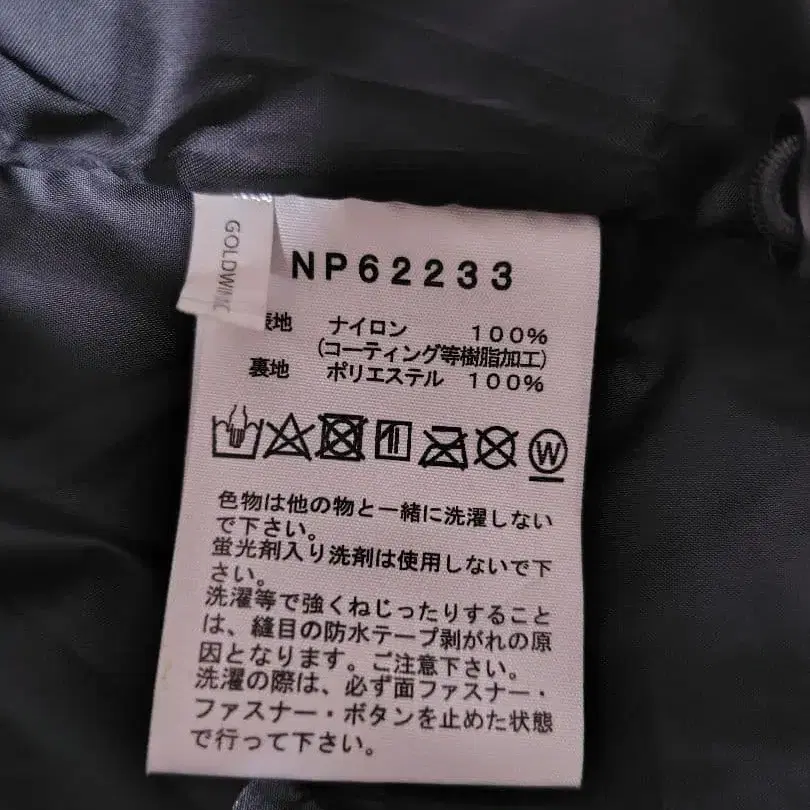 GOLDWIN
NP62233
表地 ナイロン 100%
(コーティング等樹脂加工)
裏地 ポリエステル 100%
W
色物は他の物と一緒に洗濯しない
で下さい。
蛍光剤入り洗剤は使用しないで下
さい。
洗濯等で強くねじったりすること
は、縫目の防水テープ剥がれの原
因となります。ご注意下さい。
洗濯の際は、必ず面ファスナー・
ファスナー・ボタンを止めた状態
で行って下さい。